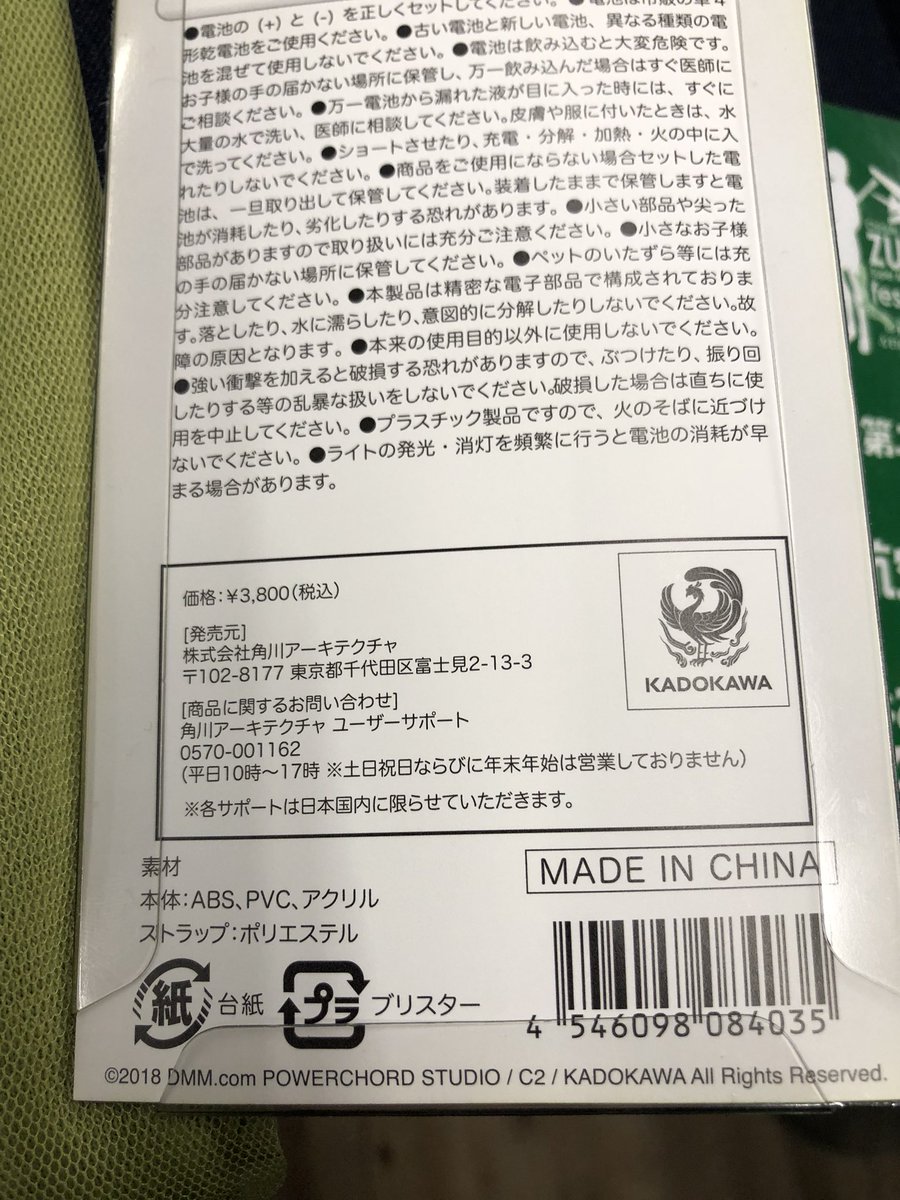 ●電池の (+) と (-) を正しくセットしてください。 ●電池は市販の単4
形乾電池をご使用ください。 ●古い電池と新しい電池、異なる種類の電
池を混ぜて使用しないでください。 ●電池は飲み込むと大変危険です。
お子様の手の届かない場所に保管し、万一飲み込んだ場合はすぐ医師に
ご相談ください。 ●万一電池から漏れた液が目に入った時には、すぐに
大量の水で洗い、医師に相談してください。皮膚や服に付いたときは、水
で洗ってください。 ●ショートさせたり、充電・分解・加熱・火の中に入
れたりしないでください。 ●商品をご使用にならない場合セットした電
池は、一旦取り出して保管してください。装着したままで保管しますと電
池が消耗したり、劣化したりする恐れがあります。 ●小さい部品や尖った
部品がありますので取り扱いには充分ご注意ください。 ●小さなお子様
の手の届かない場所に保管してください。 ●ペットのいたずら等には充
分注意してください。 ●本製品は精密な電子部品で構成されておりま
す。落としたり、水に濡らしたり、意図的に分解したりしないでください。故
障の原因となります。 ●本来の使用目的以外に使用しないでください。
●強い衝撃を加えると破損する恐れがありますので、ぶつけたり、振り回
したりする等の乱暴な扱いをしないでください。破損した場合は直ちに使
用を中止してください。 ●プラスチック製品ですので、火のそばに近づけ
ないでください。 ●ライトの発光・消灯を頻繁に行うと電池の消耗が早
まる場合があります。
価格:¥3,800(税込)
[発売元]
株式会社角川アーキテクチャ
〒102-8177 東京都千代田区富士見2-13-3
[商品に関するお問い合わせ]
角川アーキテクチャ ユーザーサポート
0570-001162
(平日10時〜17時 ※土日祝日ならびに年末年始は営業しておりません)
※各サポートは日本国内に限らせていただきます。
KADOKAWA
素材
本体:ABS、PVC、アクリル
ストラップ:ポリエステル
MADE IN CHINA
紙 台紙 プラ ブリスター
4 546098 084035
©2018 DMM.com POWERCHORD STUDIO / C2 / KADOKAWA All Rights Reserved.
ZU
fes
第